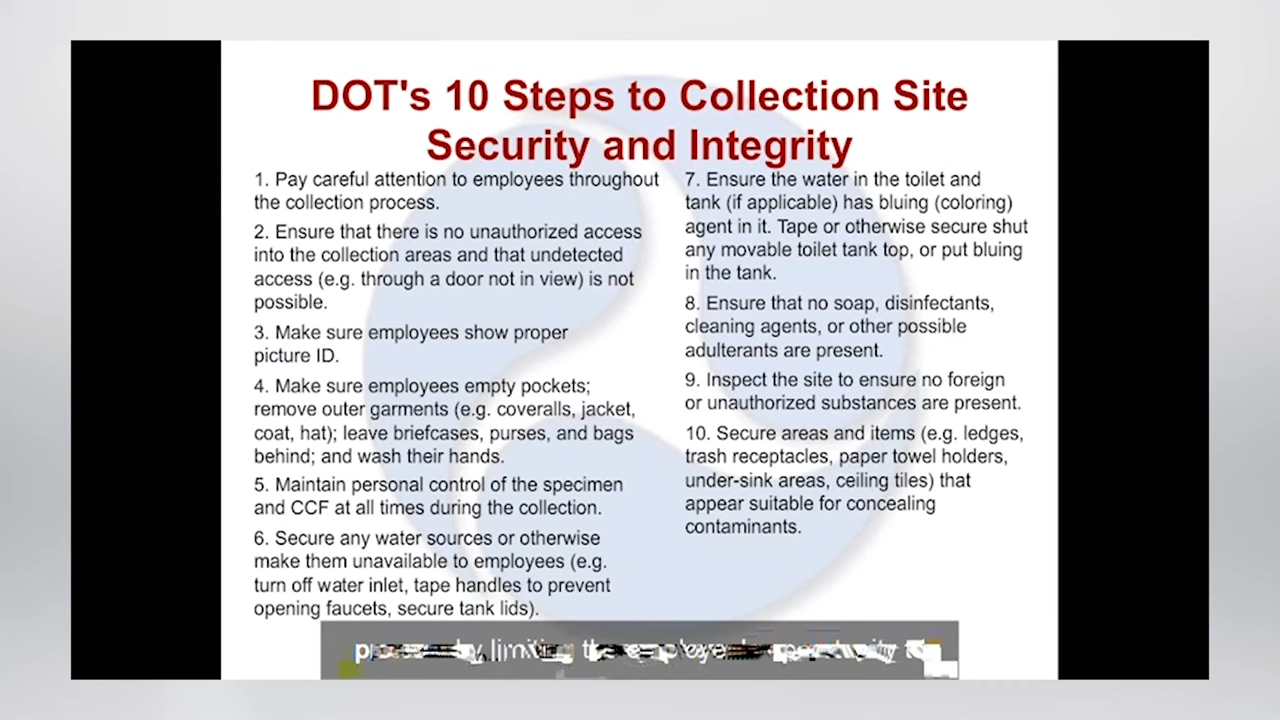 DOT's 10 Steps to Collection Site
Security and Integrity
1. Pay careful attention to employees throughout
the collection process.
2. Ensure that there is no unauthorized access
into the collection areas and that undetected
access (e.g. through a door not in view) is not
possible.
3. Make sure employees show proper
picture ID.
4. Make sure employees empty pockets;
remove outer garments (e.g. coveralls, jacket,
coat, hat); leave briefcases, purses, and bags
behind; and wash their hands.
5. Maintain personal control of the specimen
and CCF at all times during the collection.
6. Secure any water sources or otherwise
make them unavailable to employees (e.g.
turn off water inlet, tape handles to prevent
opening faucets, secure tank lids).
7. Ensure the water in the toilet and
tank (if applicable) has bluing (coloring)
agent in it. Tape or otherwise secure shut
any movable toilet tank top, or put bluing
in the tank.
8. Ensure that no soap, disinfectants,
cleaning agents, or other possible
adulterants are present.
9. Inspect the site to ensure no foreign
or unauthorized substances are present.
10. Secure areas and items (e.g. ledges,
trash receptacles, paper towel holders,
under-sink areas, ceiling tiles) that
appear suitable for concealing
contaminants.
by limiting the